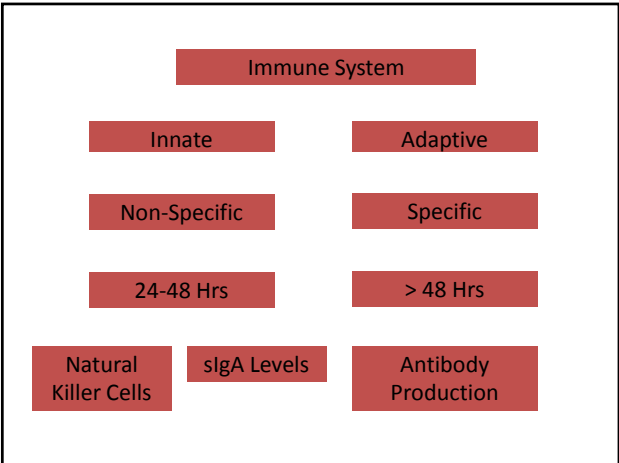 Immune System
Innate
Adaptive
Non-Specific
Specific
24-48 Hrs
> 48 Hrs
Natural
Killer Cells
sIgA Levels
Antibody
Production